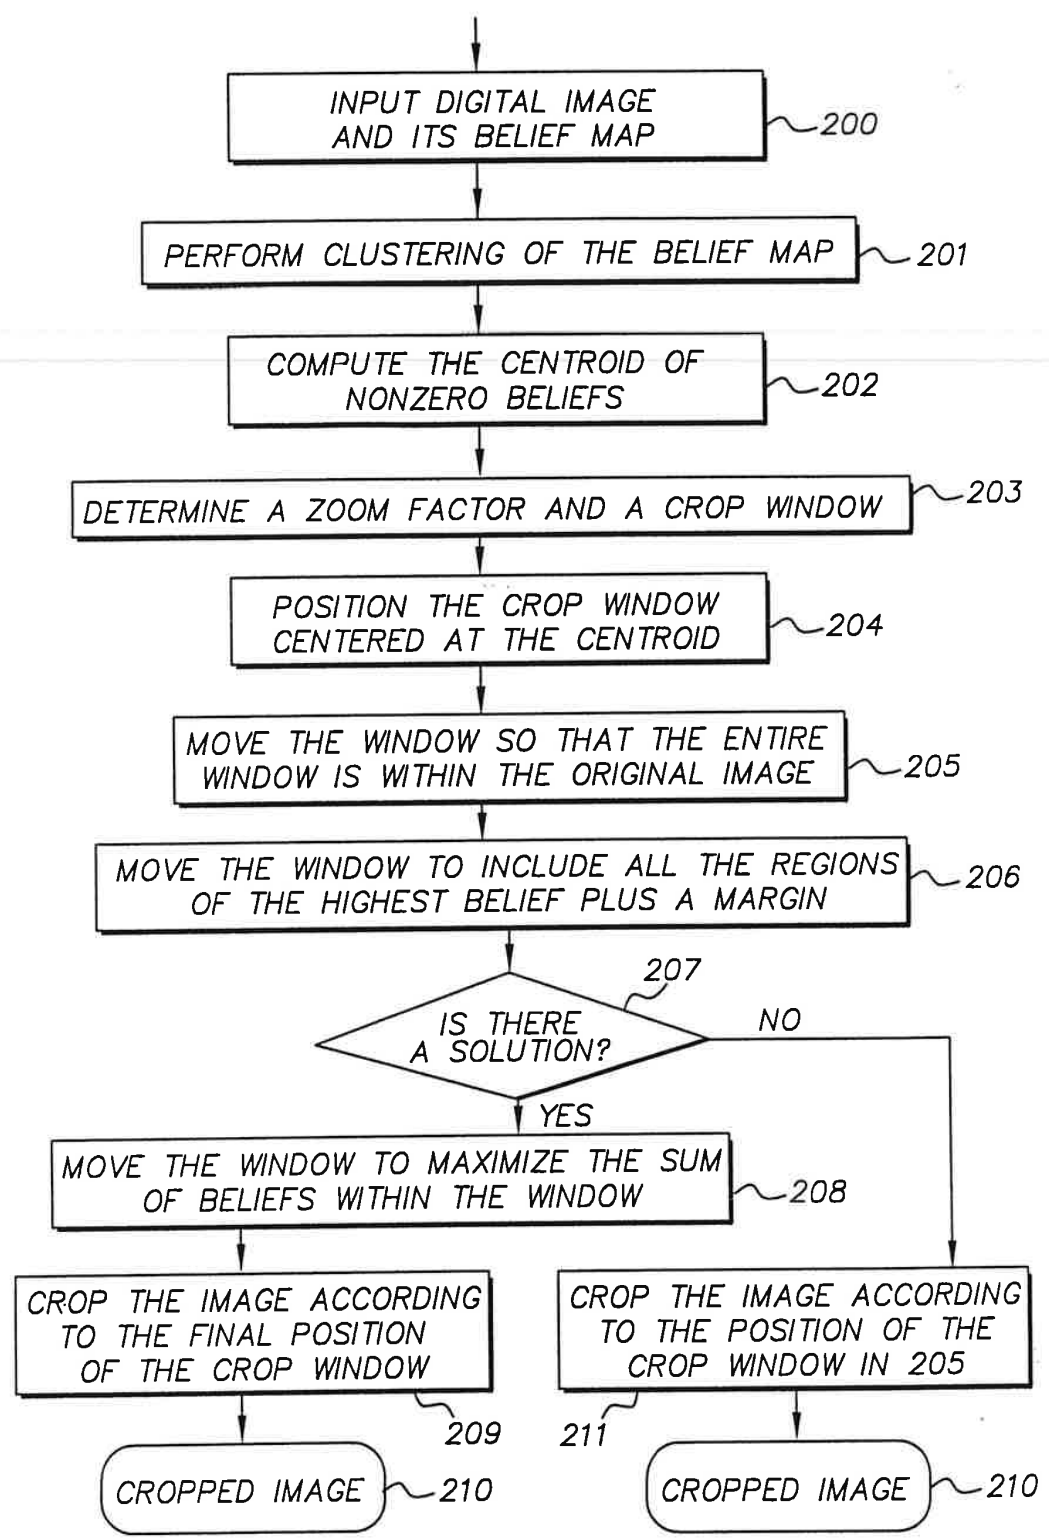 INPUT DIGITAL IMAGE
AND ITS BELIEF MAP
200
PERFORM CLUSTERING OF THE BELIEF MAP
201
COMPUTE THE CENTROID OF
NONZERO BELIEFS
202
DETERMINE A ZOOM FACTOR AND A CROP WINDOW
203
POSITION THE CROP WINDOW
CENTERED AT THE CENTROID
204
MOVE THE WINDOW SO THAT THE ENTIRE
WINDOW IS WITHIN THE ORIGINAL IMAGE
205
MOVE THE WINDOW TO INCLUDE ALL THE REGIONS
OF THE HIGHEST BELIEF PLUS A MARGIN
206
207
IS THERE
A SOLUTION?
NO
YES
MOVE THE WINDOW TO MAXIMIZE THE SUM
OF BELIEFS WITHIN THE WINDOW
208
CROP THE IMAGE ACCORDING
TO THE FINAL POSITION
OF THE CROP WINDOW
209
CROP THE IMAGE ACCORDING
TO THE POSITION OF THE
CROP WINDOW IN 205
211
CROPPED IMAGE
210
CROPPED IMAGE
210